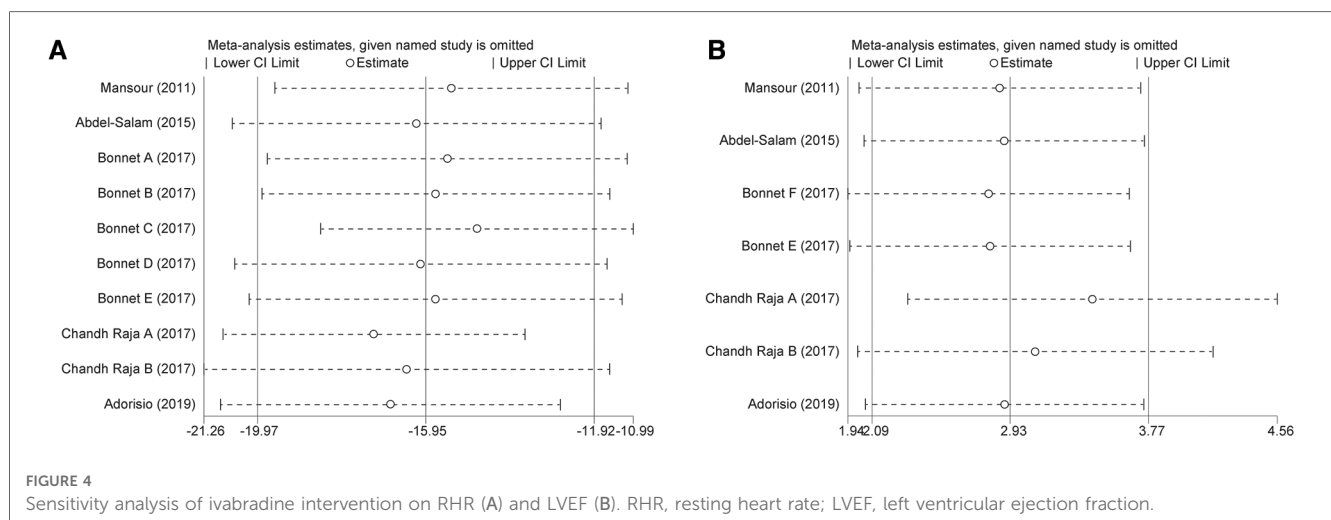 A
Meta-analysis estimates, given named study is omitted
| Lower CI Limit ○ Estimate | Upper CI Limit
Mansour (2011)
Abdel-Salam (2015)
Bonnet A (2017)
Bonnet B (2017)
Bonnet C (2017)
Bonnet D (2017)
Bonnet E (2017)
Chandh Raja A (2017)
Chandh Raja B (2017)
Adorisio (2019)
-21.26 -19.97 -15.95 -11.92 -10.99
B
Meta-analysis estimates, given named study is omitted
| Lower CI Limit ○ Estimate | Upper CI Limit
Mansour (2011)
Abdel-Salam (2015)
Bonnet F (2017)
Bonnet E (2017)
Chandh Raja A (2017)
Chandh Raja B (2017)
Adorisio (2019)
1.94 2.09 2.93 3.77 4.56
FIGURE 4
Sensitivity analysis of ivabradine intervention on RHR (A) and LVEF (B). RHR, resting heart rate; LVEF, left ventricular ejection fraction.